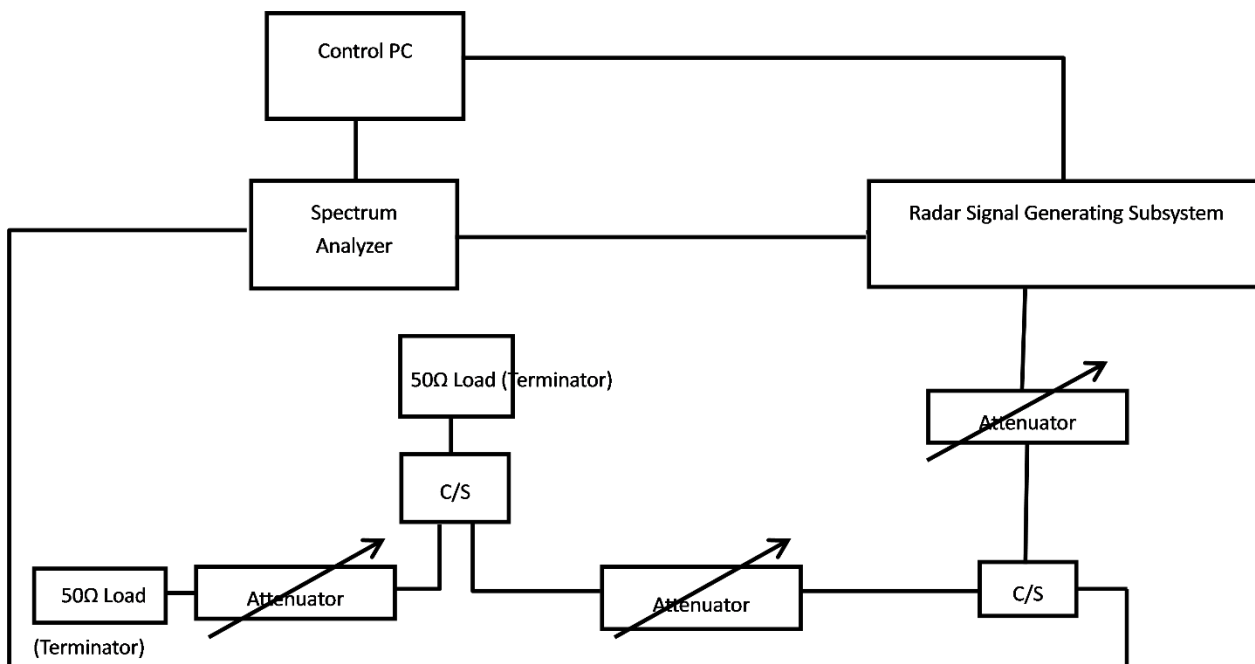 Control PC
Spectrum
Analyzer
Radar Signal Generating Subsystem
50Ω Load (Terminator)
Attenuator
C/S
50Ω Load
(Terminator)
Attenuator
Attenuator
C/S